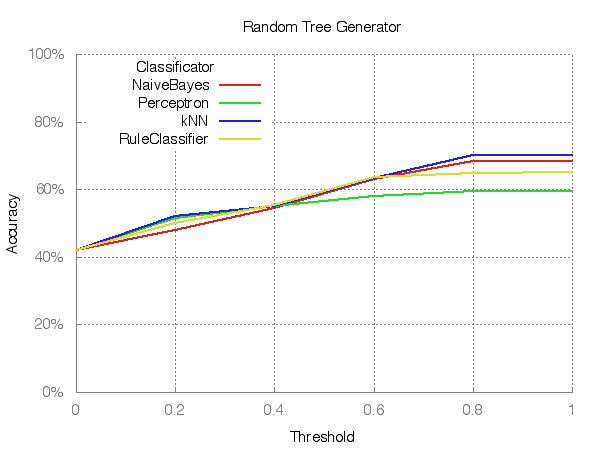 Random Tree Generator
100%
80%
60%
40%
20%
0%
Accuracy
Classificator
NaiveBayes
Perceptron
kNN
RuleClassifier
0 0.2 0.4 0.6 0.8 1
Threshold